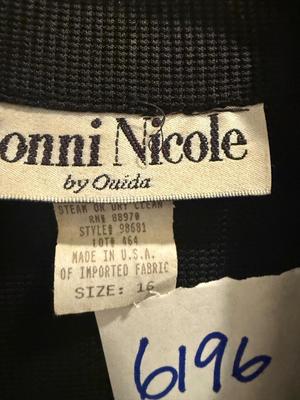 onni Nicole
by Ouida
STEAM OR DRY CLEAN
RN# 88970
STYLE# 98681
LOT# 464
MADE IN U.S.A.
OF IMPORTED FABRIC
SIZE: 16
6196